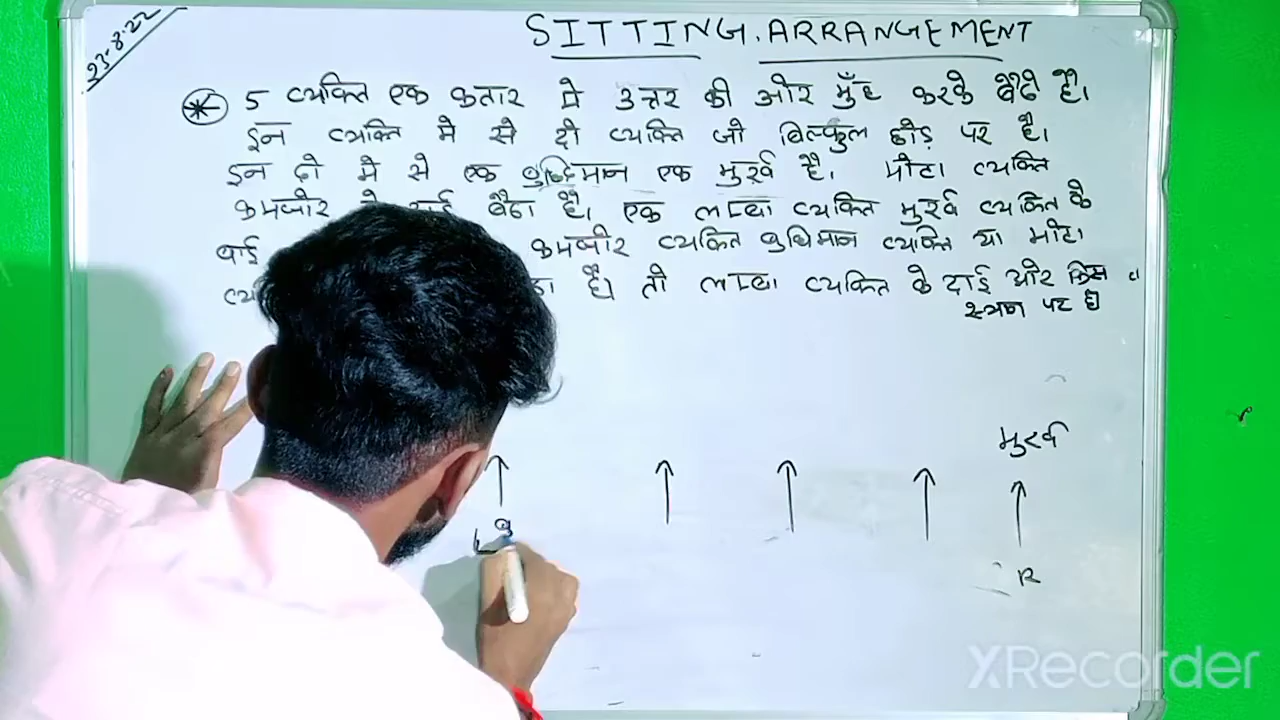 23.8.22
SITTING.ARRANGEMENT
5 व्यक्ति एक कतार मे उत्तर की ओर मुँह करके बैठे है।
इन व्यक्ति मे से दो व्यक्ति जो बिल्कुल छोड़ पर है।
इन दो मे से एक बुध्दिमान एक मुर्ख है। मोटा व्यक्ति
कमजोर के दाई बैठा है। एक लम्बा व्यक्ति मुर्ख व्यक्ति के
बाई कमजोर व्यक्ति बुधिमान व्यक्ति या मोटा
है। तो लम्बा व्यक्ति के दाई ओर किस
स्थान पर है
मुर्ख
R
XRecorder